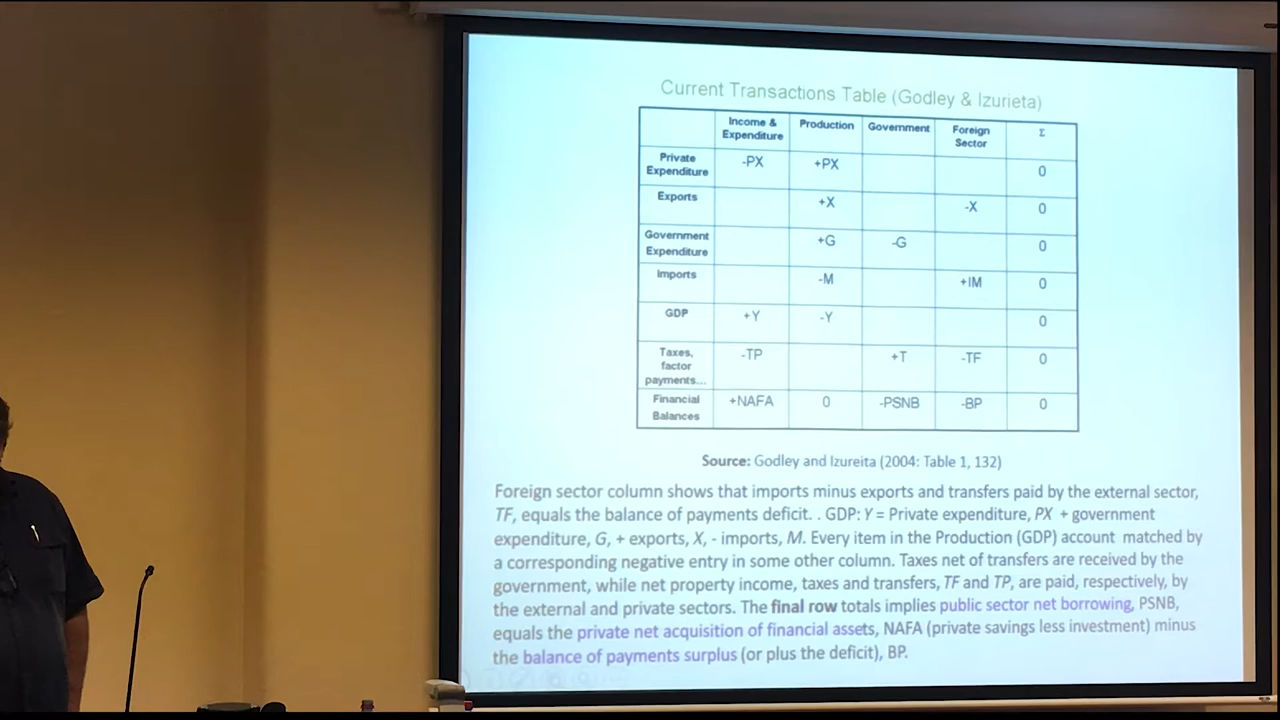 Current Transactions Table (Godley & Izurieta)
Income & Expenditure Production Government Foreign Sector Σ
Private Expenditure -PX +PX 0
Exports +X -X 0
Government Expenditure +G -G 0
Imports -M +IM 0
GDP +Y -Y 0
Taxes, factor payments... -TP +T -TF 0
Financial Balances +NAFA 0 -PSNB -BP 0
Source: Godley and Izureita (2004: Table 1, 132)
Foreign sector column shows that imports minus exports and transfers paid by the external sector,
TF, equals the balance of payments deficit. . GDP: Y = Private expenditure, PX + government
expenditure, G, + exports, X, - imports, M. Every item in the Production (GDP) account matched by
a corresponding negative entry in some other column. Taxes net of transfers are received by the
government, while net property income, taxes and transfers, TF and TP, are paid, respectively, by
the external and private sectors. The final row totals implies public sector net borrowing, PSNB,
equals the private net acquisition of financial assets, NAFA (private savings less investment) minus
the balance of payments surplus (or plus the deficit), BP.